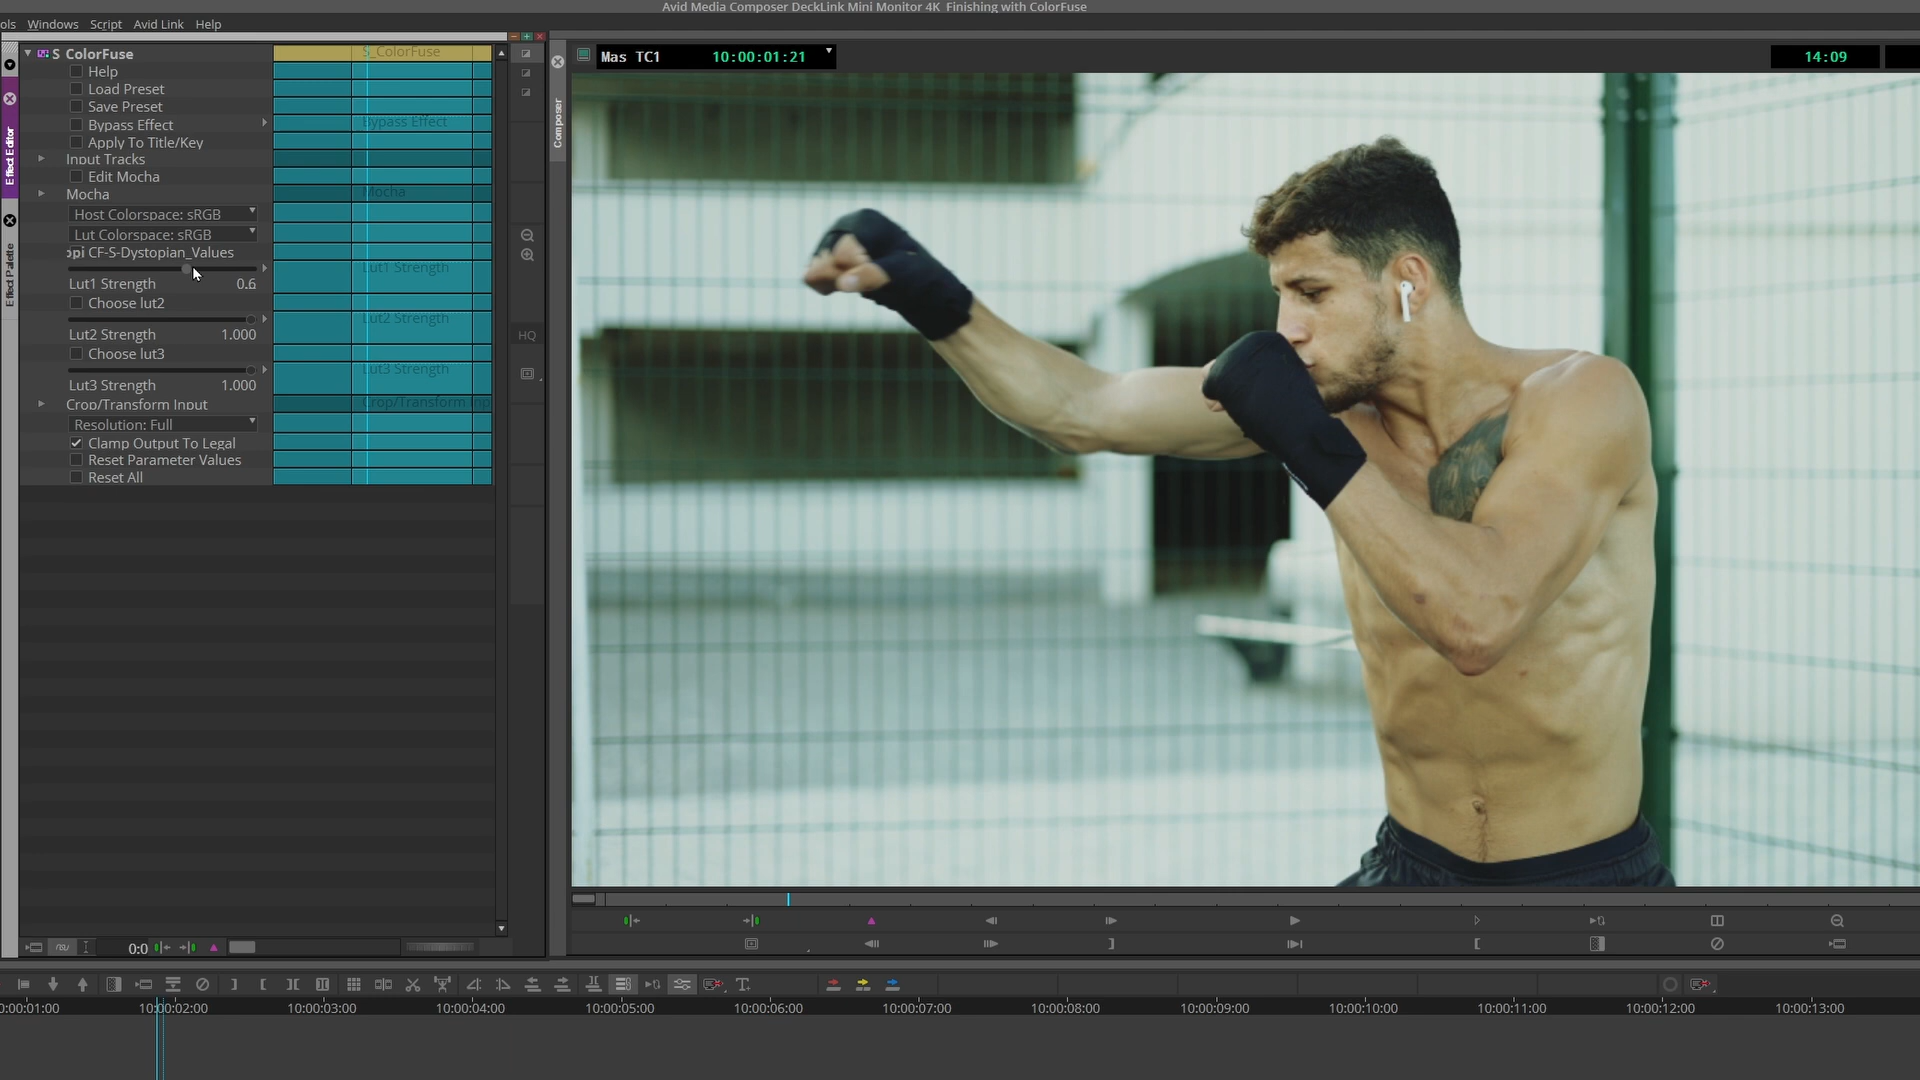 Avid Media Composer DeckLink Mini Monitor 4K Finishing with ColorFuse
ols Windows Script Avid Link Help
S ColorFuse
S_ColorFuse
Help
Load Preset
Save Preset
Bypass Effect
Bypass Effect
Apply To Title/Key
Input Tracks
Edit Mocha
Mocha
Mocha
Host Colorspace: sRGB
Lut Colorspace: sRGB
opi CF-S-Dystopian_Values
Lut1 Strength
Lut1 Strength 0.6
Choose lut2
Lut2 Strength
Lut2 Strength 1.000
Choose lut3
Lut3 Strength
Lut3 Strength 1.000
Crop/Transform Input
Crop/Transform Inp
Resolution: Full
Clamp Output To Legal
Reset Parameter Values
Reset All
0:0
Effect Editor
Effect Palette
HQ
Composer
Mas TC1 10:00:01:21
14:09
0:00:01:00 10:00:02:00 10:00:03:00 10:00:04:00 10:00:05:00 10:00:06:00 10:00:07:00 10:00:08:00 10:00:09:00 10:00:10:00 10:00:11:00 10:00:12:00 10:00:13:00